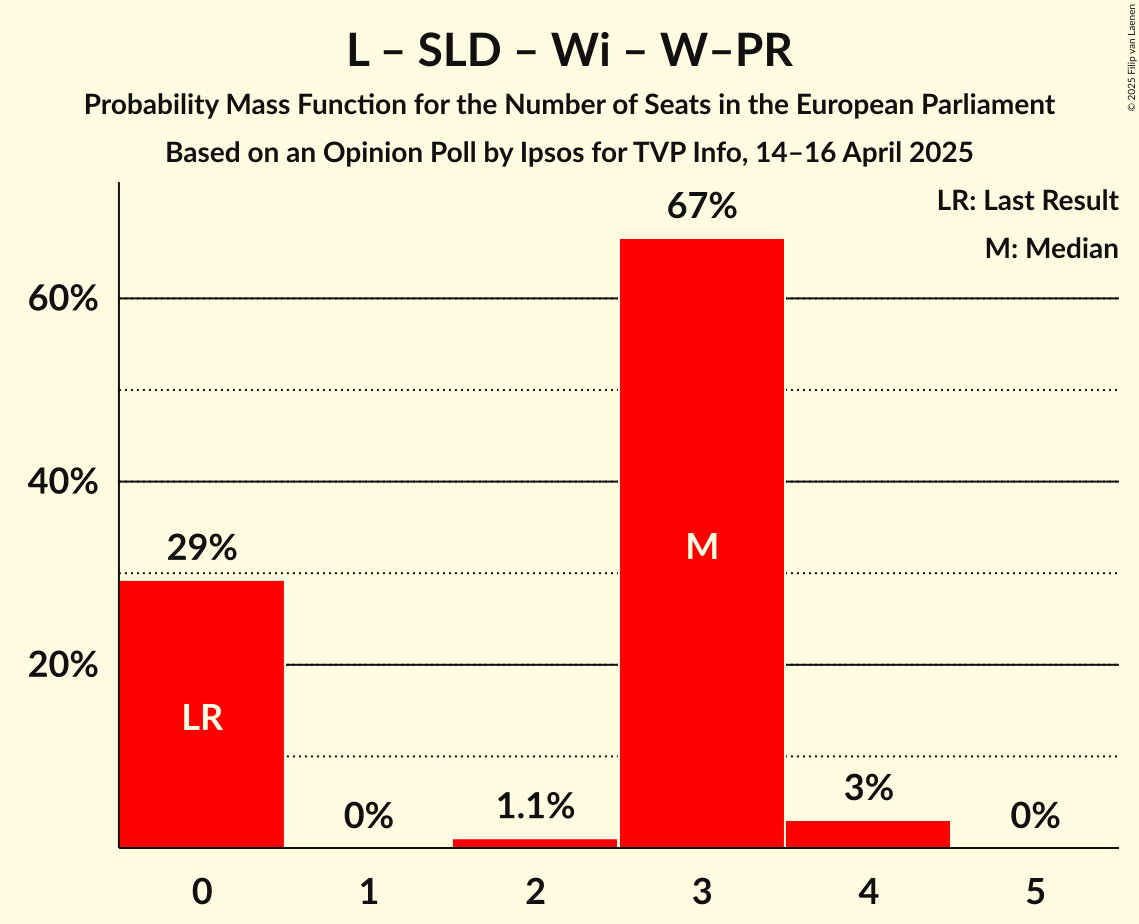 L – SLD – Wi – W–PR
Probability Mass Function for the Number of Seats in the European Parliament
Based on an Opinion Poll by Ipsos for TVP Info, 14–16 April 2025
© 2025 Filip van Laenen
LR: Last Result
M: Median
67%
60%
40%
29%
M
20%
LR
0%
1.1%
3%
0%
0 1 2 3 4 5